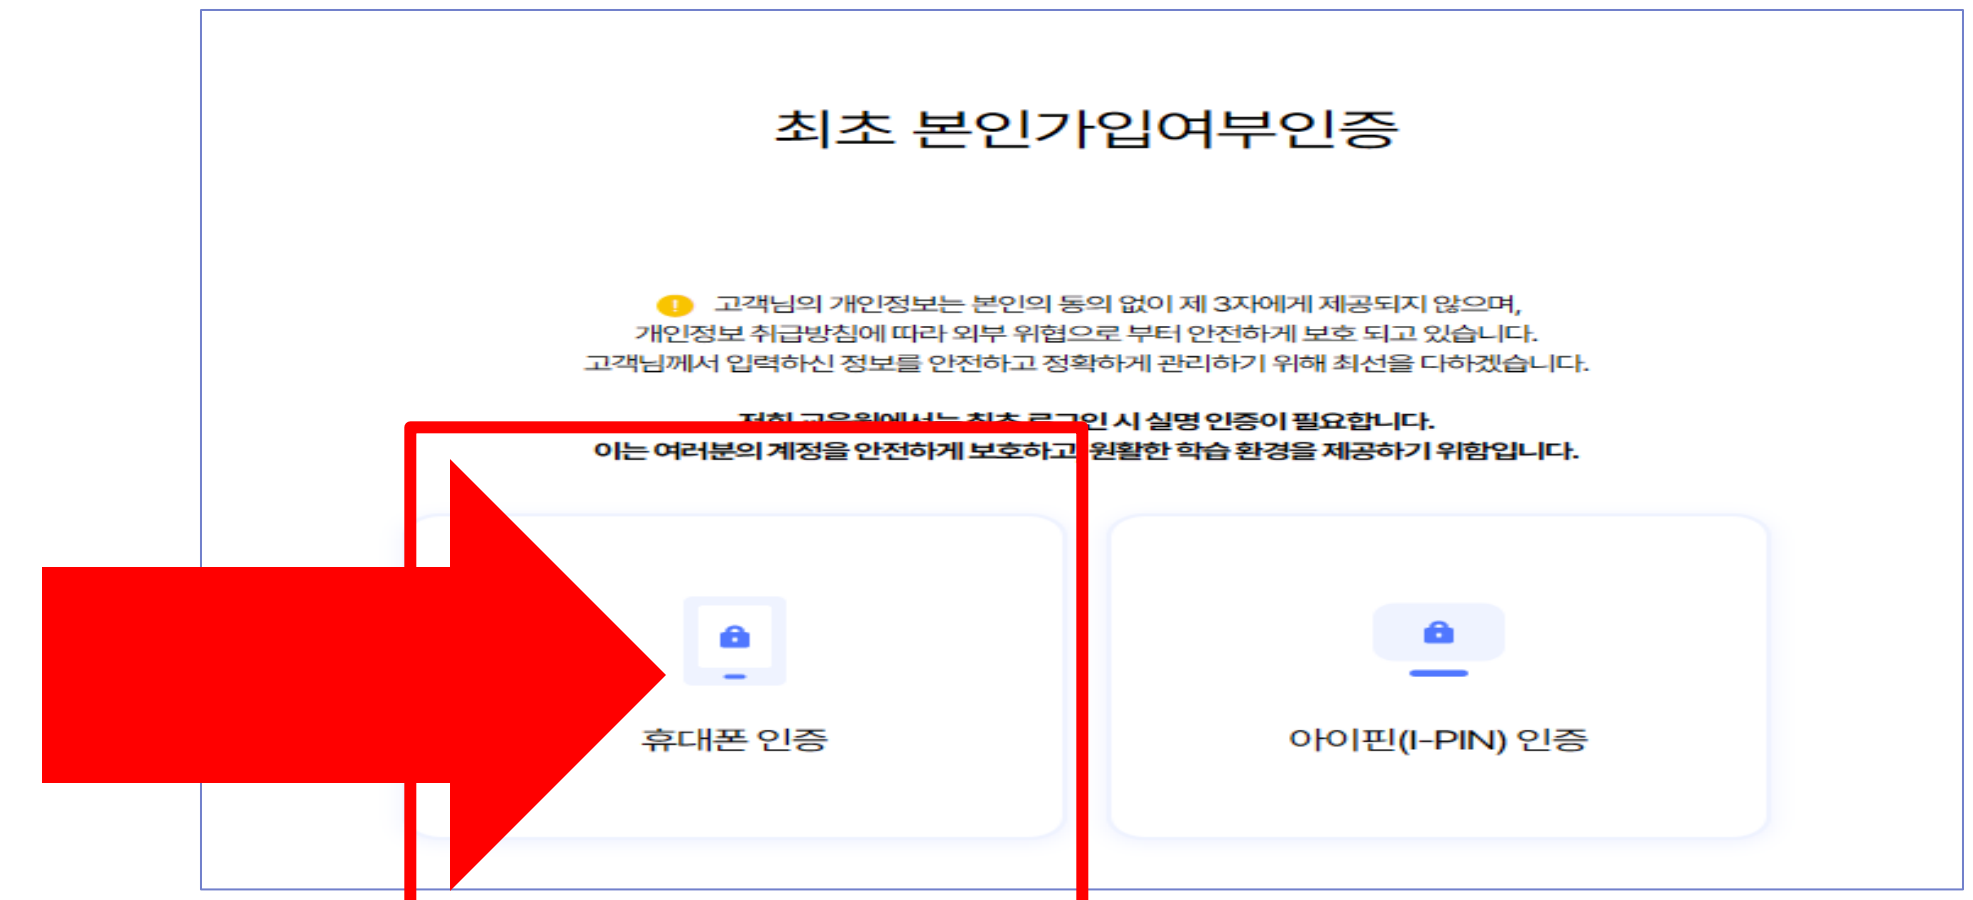 최초 본인가입여부인증
! 고객님의 개인정보는 본인의 동의 없이 제 3자에게 제공되지 않으며,
개인정보 취급방침에 따라 외부 위협으로 부터 안전하게 보호 되고 있습니다.
고객님께서 입력하신 정보를 안전하고 정확하게 관리하기 위해 최선을 다하겠습니다.
저희 교육원에서는 최초 로그인 시 실명 인증이 필요합니다.
이는 여러분의 계정을 안전하게 보호하고 원활한 학습 환경을 제공하기 위함입니다.
휴대폰 인증
아이핀(I-PIN) 인증